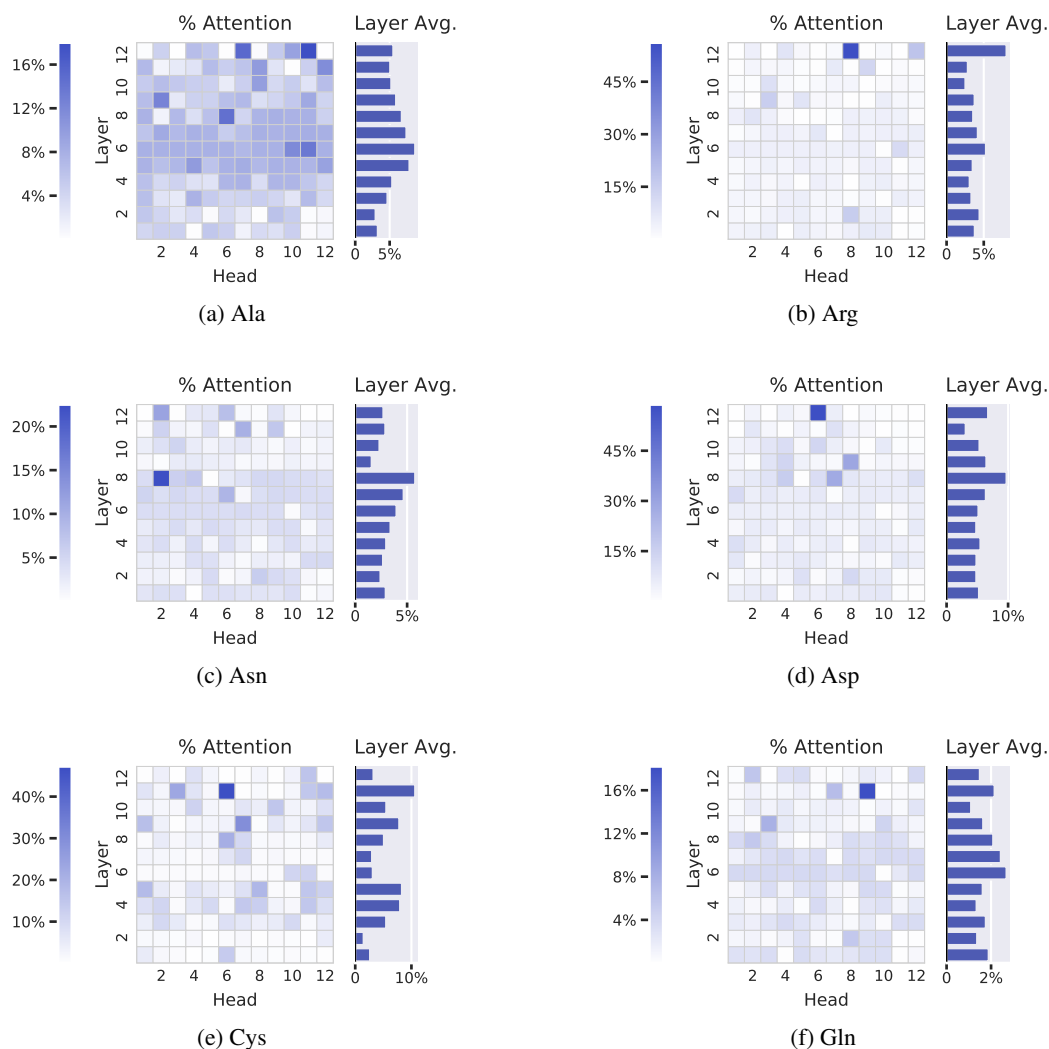 % Attention
Layer Avg.
16%
12%
8%
4%
Layer
12
10
8
6
4
2
2 4 6 8 10 12
Head
0 5%
(a) Ala
% Attention
Layer Avg.
45%
30%
15%
Layer
12
10
8
6
4
2
2 4 6 8 10 12
Head
0 5%
(b) Arg
% Attention
Layer Avg.
20%
15%
10%
5%
Layer
12
10
8
6
4
2
2 4 6 8 10 12
Head
0 5%
(c) Asn
% Attention
Layer Avg.
45%
30%
15%
Layer
12
10
8
6
4
2
2 4 6 8 10 12
Head
0 10%
(d) Asp
% Attention
Layer Avg.
40%
30%
20%
10%
Layer
12
10
8
6
4
2
2 4 6 8 10 12
Head
0 10%
(e) Cys
% Attention
Layer Avg.
16%
12%
8%
4%
Layer
12
10
8
6
4
2
2 4 6 8 10 12
Head
0 2%
(f) Gln